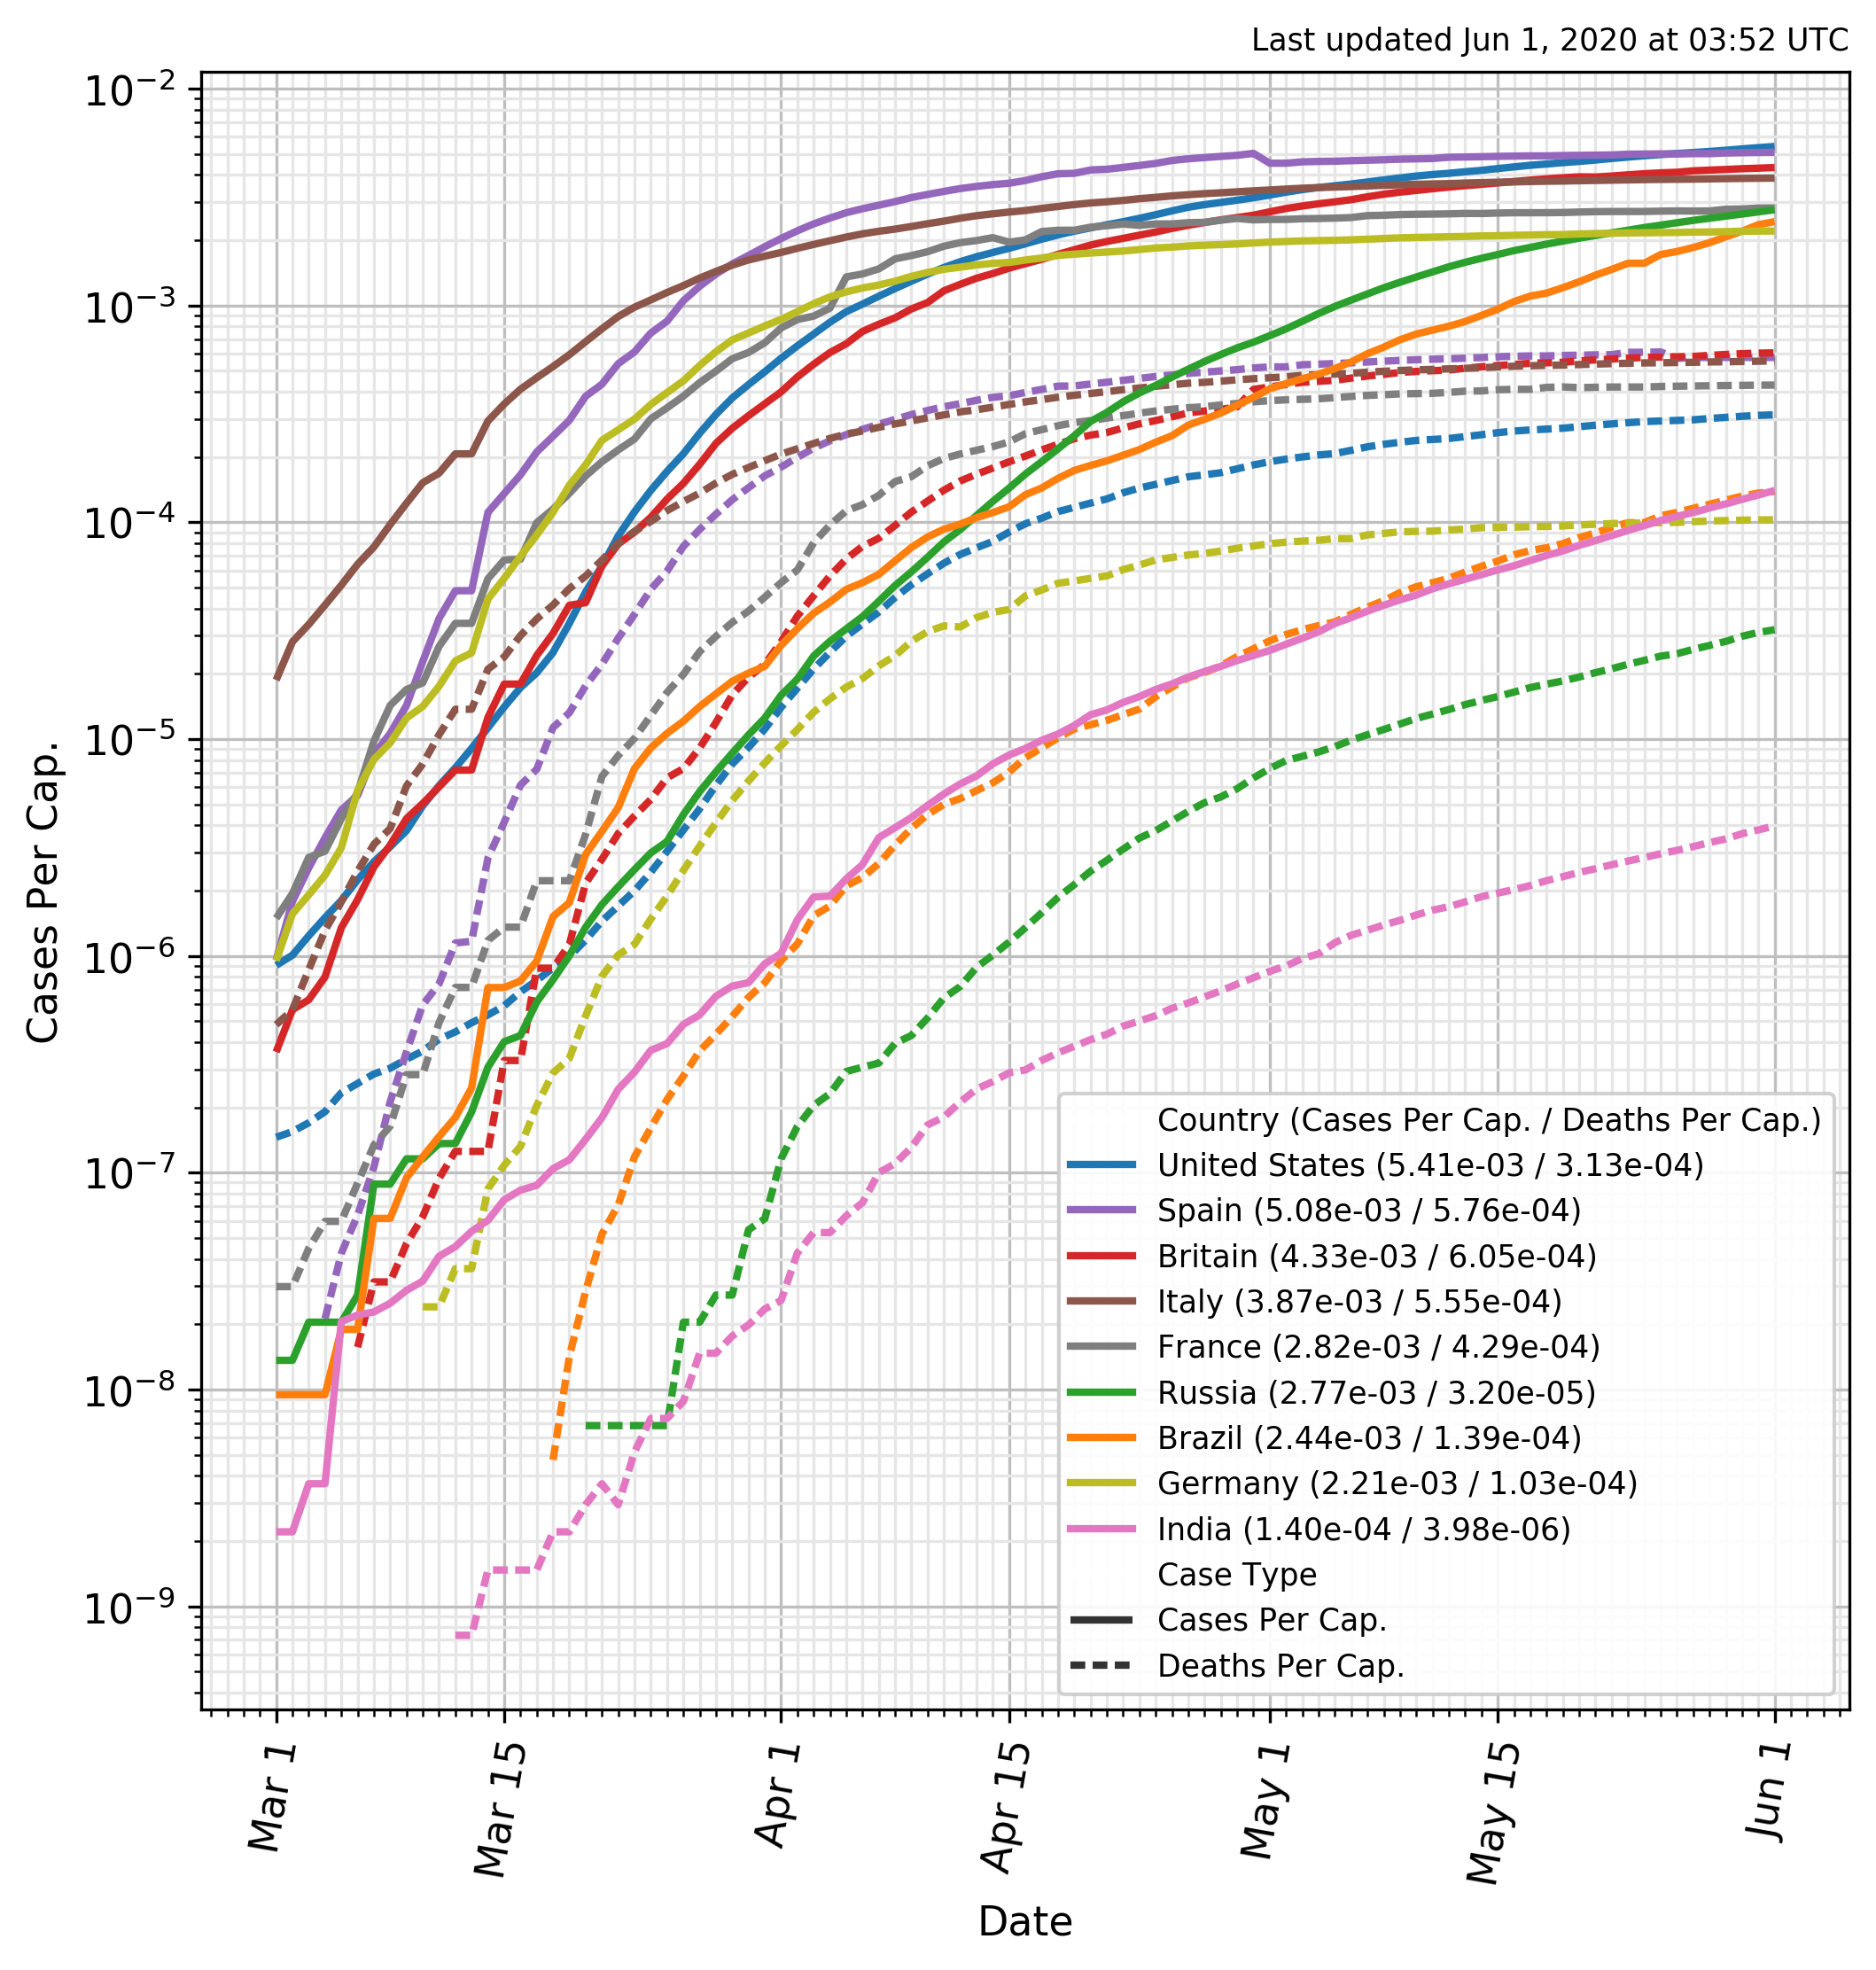 Last updated Jun 1, 2020 at 03:52 UTC
10⁻²
10⁻³
10⁻⁴
10⁻⁵
10⁻⁶
10⁻⁷
10⁻⁸
10⁻⁹
Cases Per Cap.
Country (Cases Per Cap. / Deaths Per Cap.)
United States (5.41e-03 / 3.13e-04)
Spain (5.08e-03 / 5.76e-04)
Britain (4.33e-03 / 6.05e-04)
Italy (3.87e-03 / 5.55e-04)
France (2.82e-03 / 4.29e-04)
Russia (2.77e-03 / 3.20e-05)
Brazil (2.44e-03 / 1.39e-04)
Germany (2.21e-03 / 1.03e-04)
India (1.40e-04 / 3.98e-06)
Case Type
Cases Per Cap.
Deaths Per Cap.
Mar 1
Mar 15
Apr 1
Apr 15
May 1
May 15
Jun 1
Date